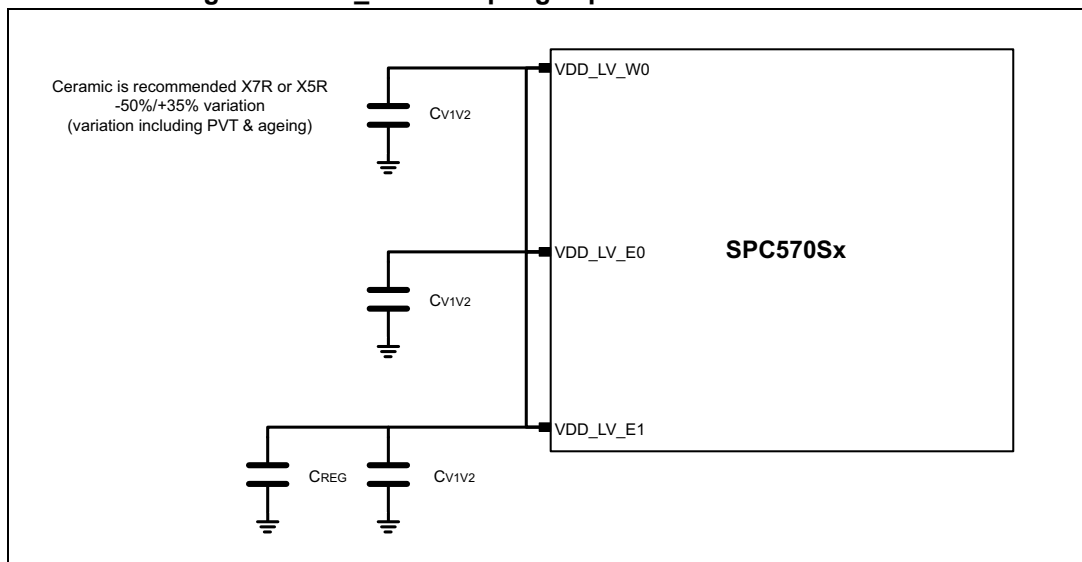 VDD_LV_W0
Ceramic is recommended X7R or X5R
-50%/+35% variation
(variation including PVT & ageing)
CV1V2
VDD_LV_E0
SPC570Sx
CV1V2
VDD_LV_E1
CREG
CV1V2